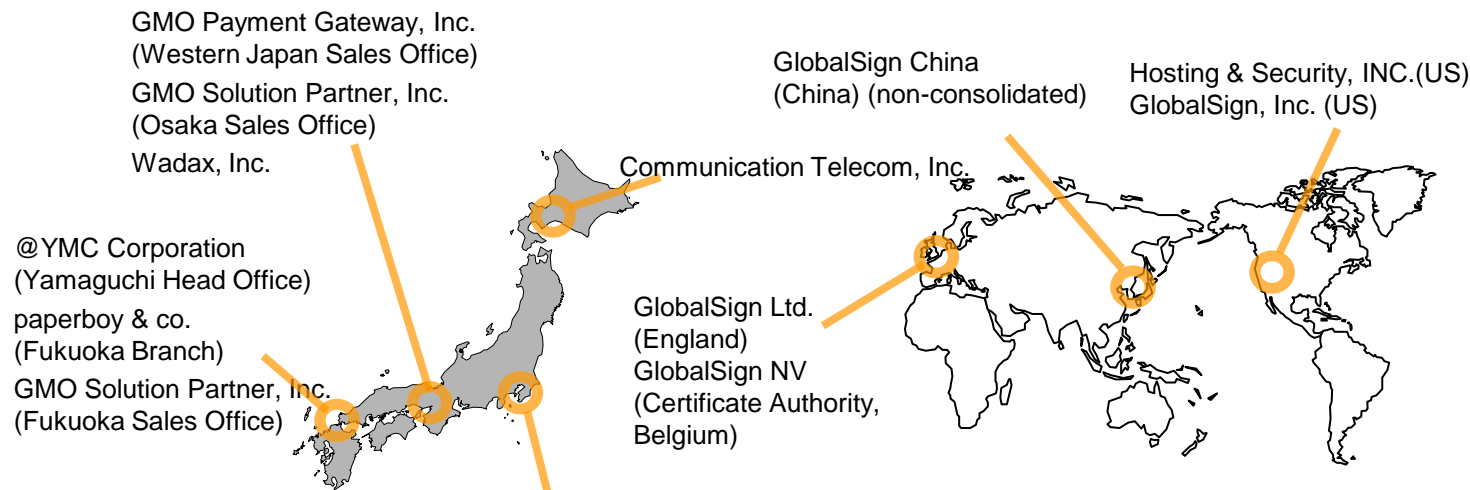 GMO Payment Gateway, Inc.
(Western Japan Sales Office)
GMO Solution Partner, Inc.
(Osaka Sales Office)
Wadax, Inc.
Communication Telecom, Inc.
@YMC Corporation
(Yamaguchi Head Office)
paperboy & co.
(Fukuoka Branch)
GMO Solution Partner, Inc.
(Fukuoka Sales Office)
GlobalSign China
(China) (non-consolidated)
Hosting & Security, INC.(US)
GlobalSign, Inc. (US)
GlobalSign Ltd.
(England)
GlobalSign NV
(Certificate Authority,
Belgium)